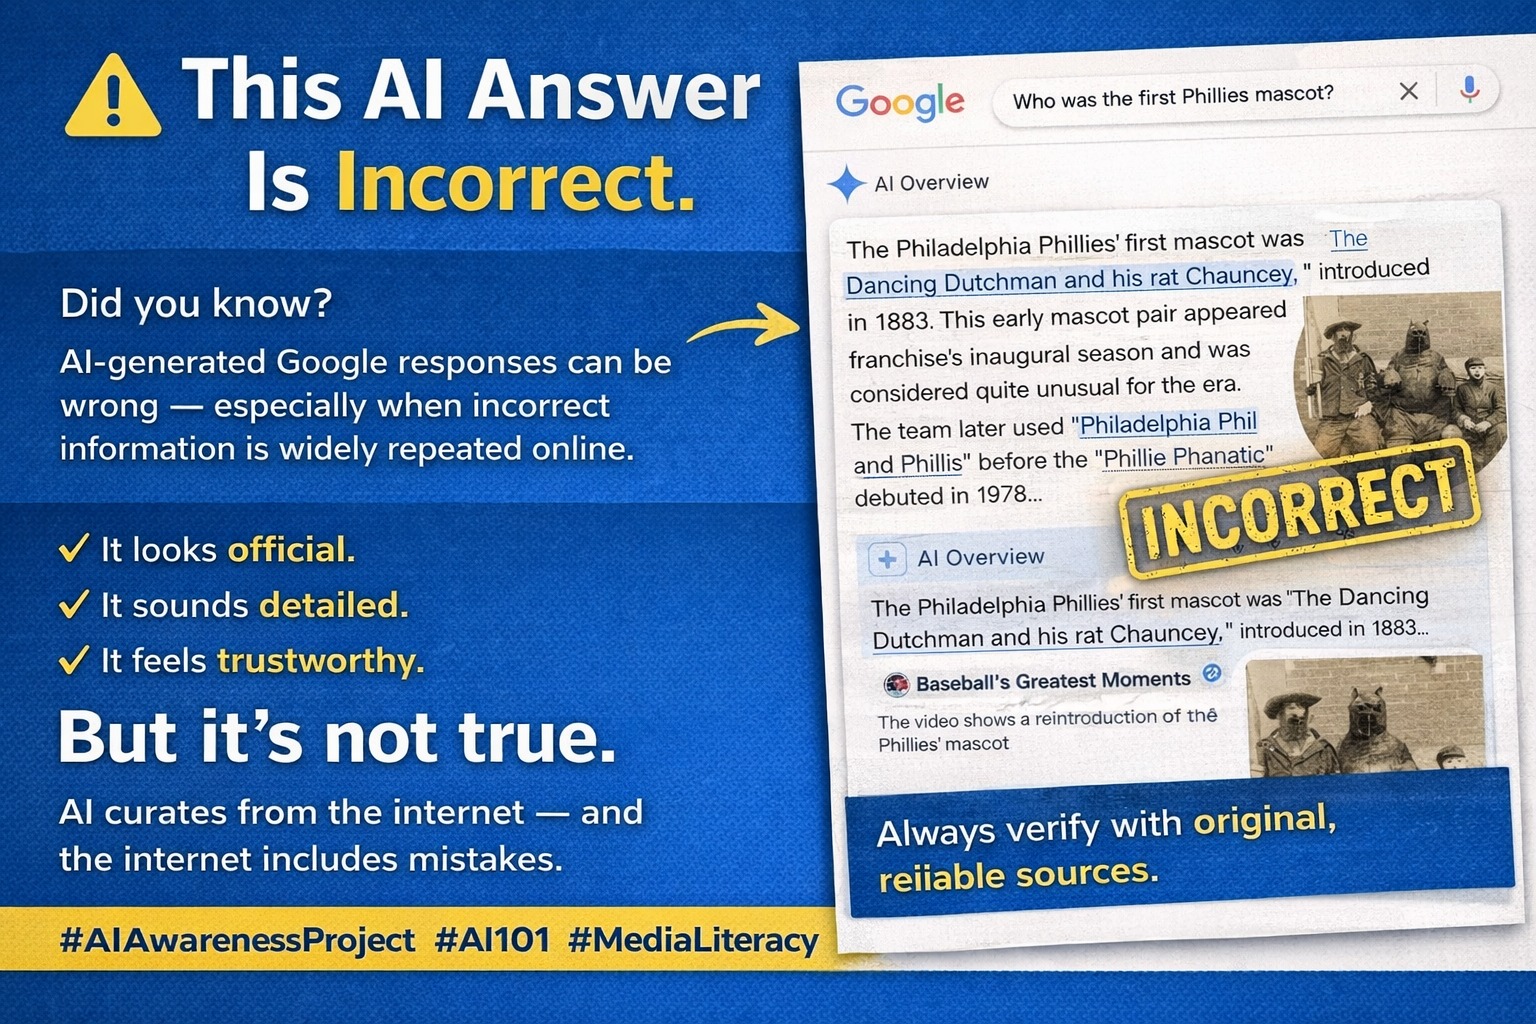 This AI Answer
Is Incorrect.
Did you know?
AI-generated Google responses can be
wrong — especially when incorrect
information is widely repeated online.
It looks official.
It sounds detailed.
It feels trustworthy.
But it's not true.
AI curates from the internet — and
the internet includes mistakes.
#AIAwarenessProject #AI101 #MediaLiteracy
Google
Who was the first Phillies mascot?
AI Overview
The Philadelphia Phillies' first mascot was The
Dancing Dutchman and his rat Chauncey," introduced
in 1883. This early mascot pair appeared
franchise's inaugural season and was
considered quite unusual for the era.
The team later used "Philadelphia Phil
and Phillis" before the "Phillie Phanatic"
debuted in 1978...
INCORRECT
AI Overview
The Philadelphia Phillies' first mascot was "The Dancing
Dutchman and his rat Chauncey," introduced in 1883...
Baseball's Greatest Moments
The video shows a reintroduction of thê
Phillies' mascot
Always verify with original,
reiiable sources.